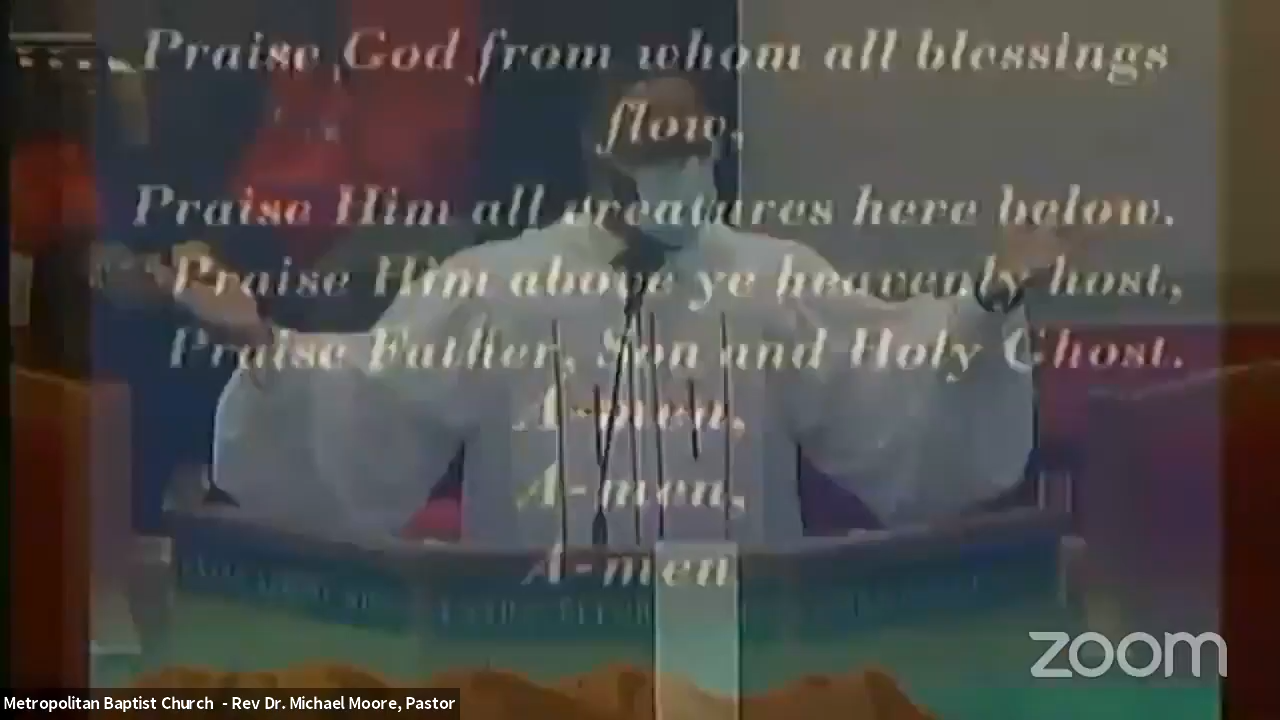 Praise God from whom all blessings
flow,
Praise Him all creatures here below.
Praise Him above ye heavenly host,
Praise Father, Son and Holy Ghost.
A-men,
A-men,
A-men
zoom
Metropolitan Baptist Church - Rev Dr. Michael Moore, Pastor